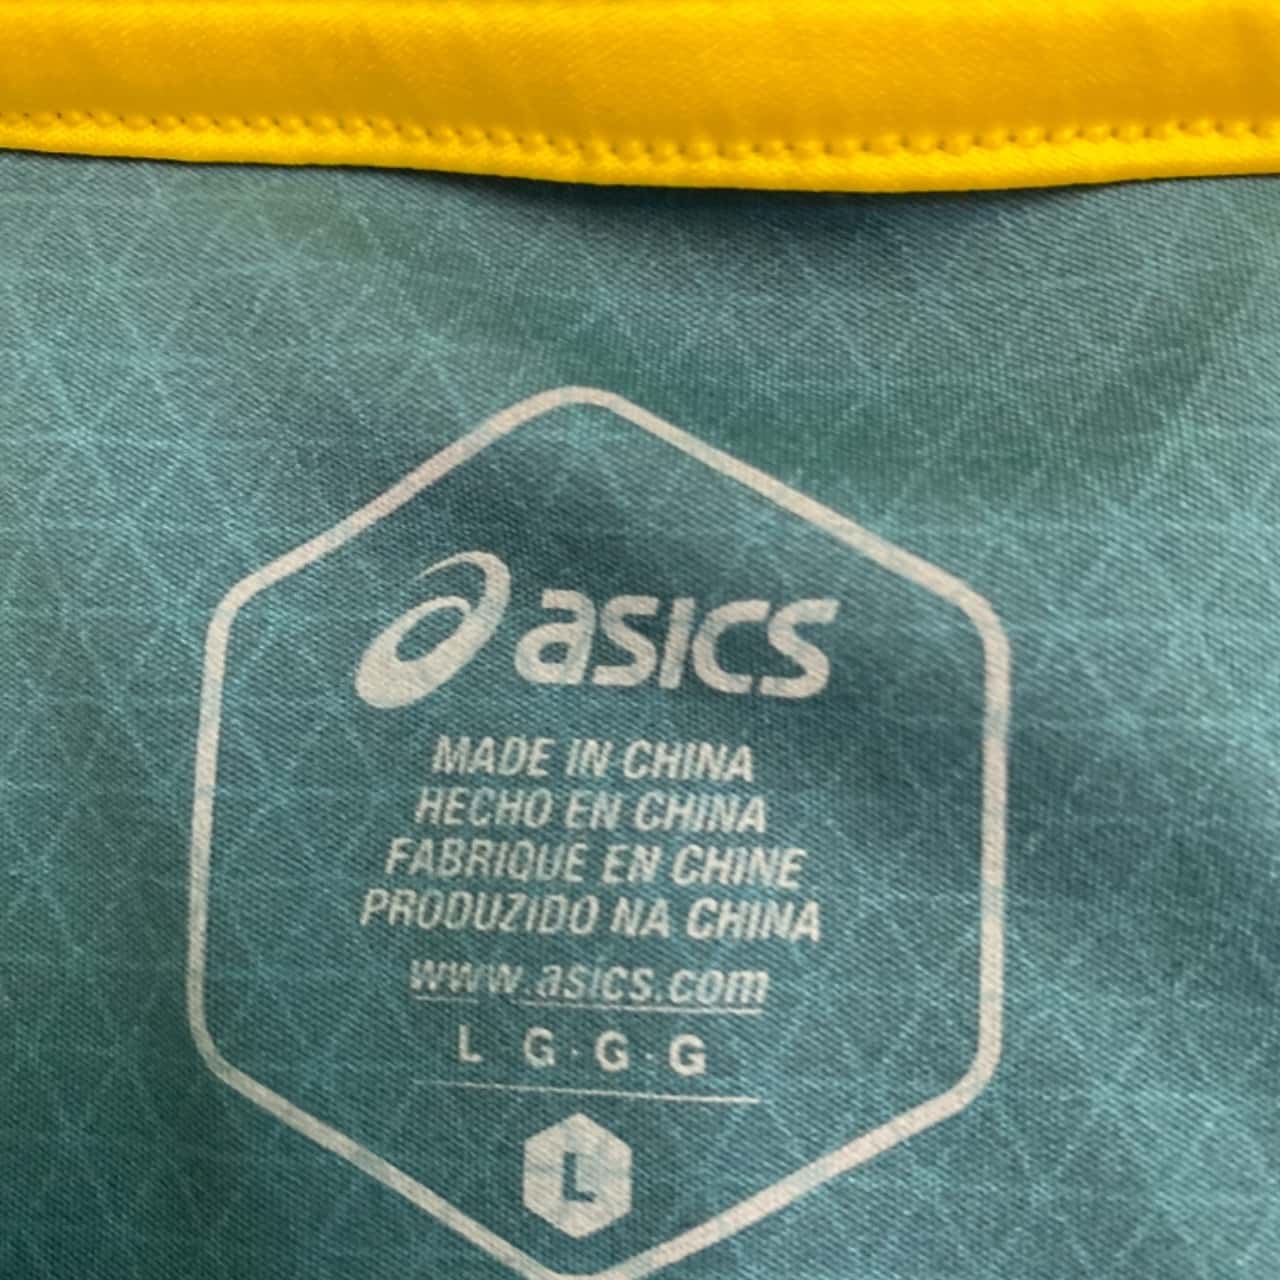 asics
MADE IN CHINA
HECHO EN CHINA
FABRIQUE EN CHINE
PRODUZIDO NA CHINA
www.asics.com
L G · G · G
L